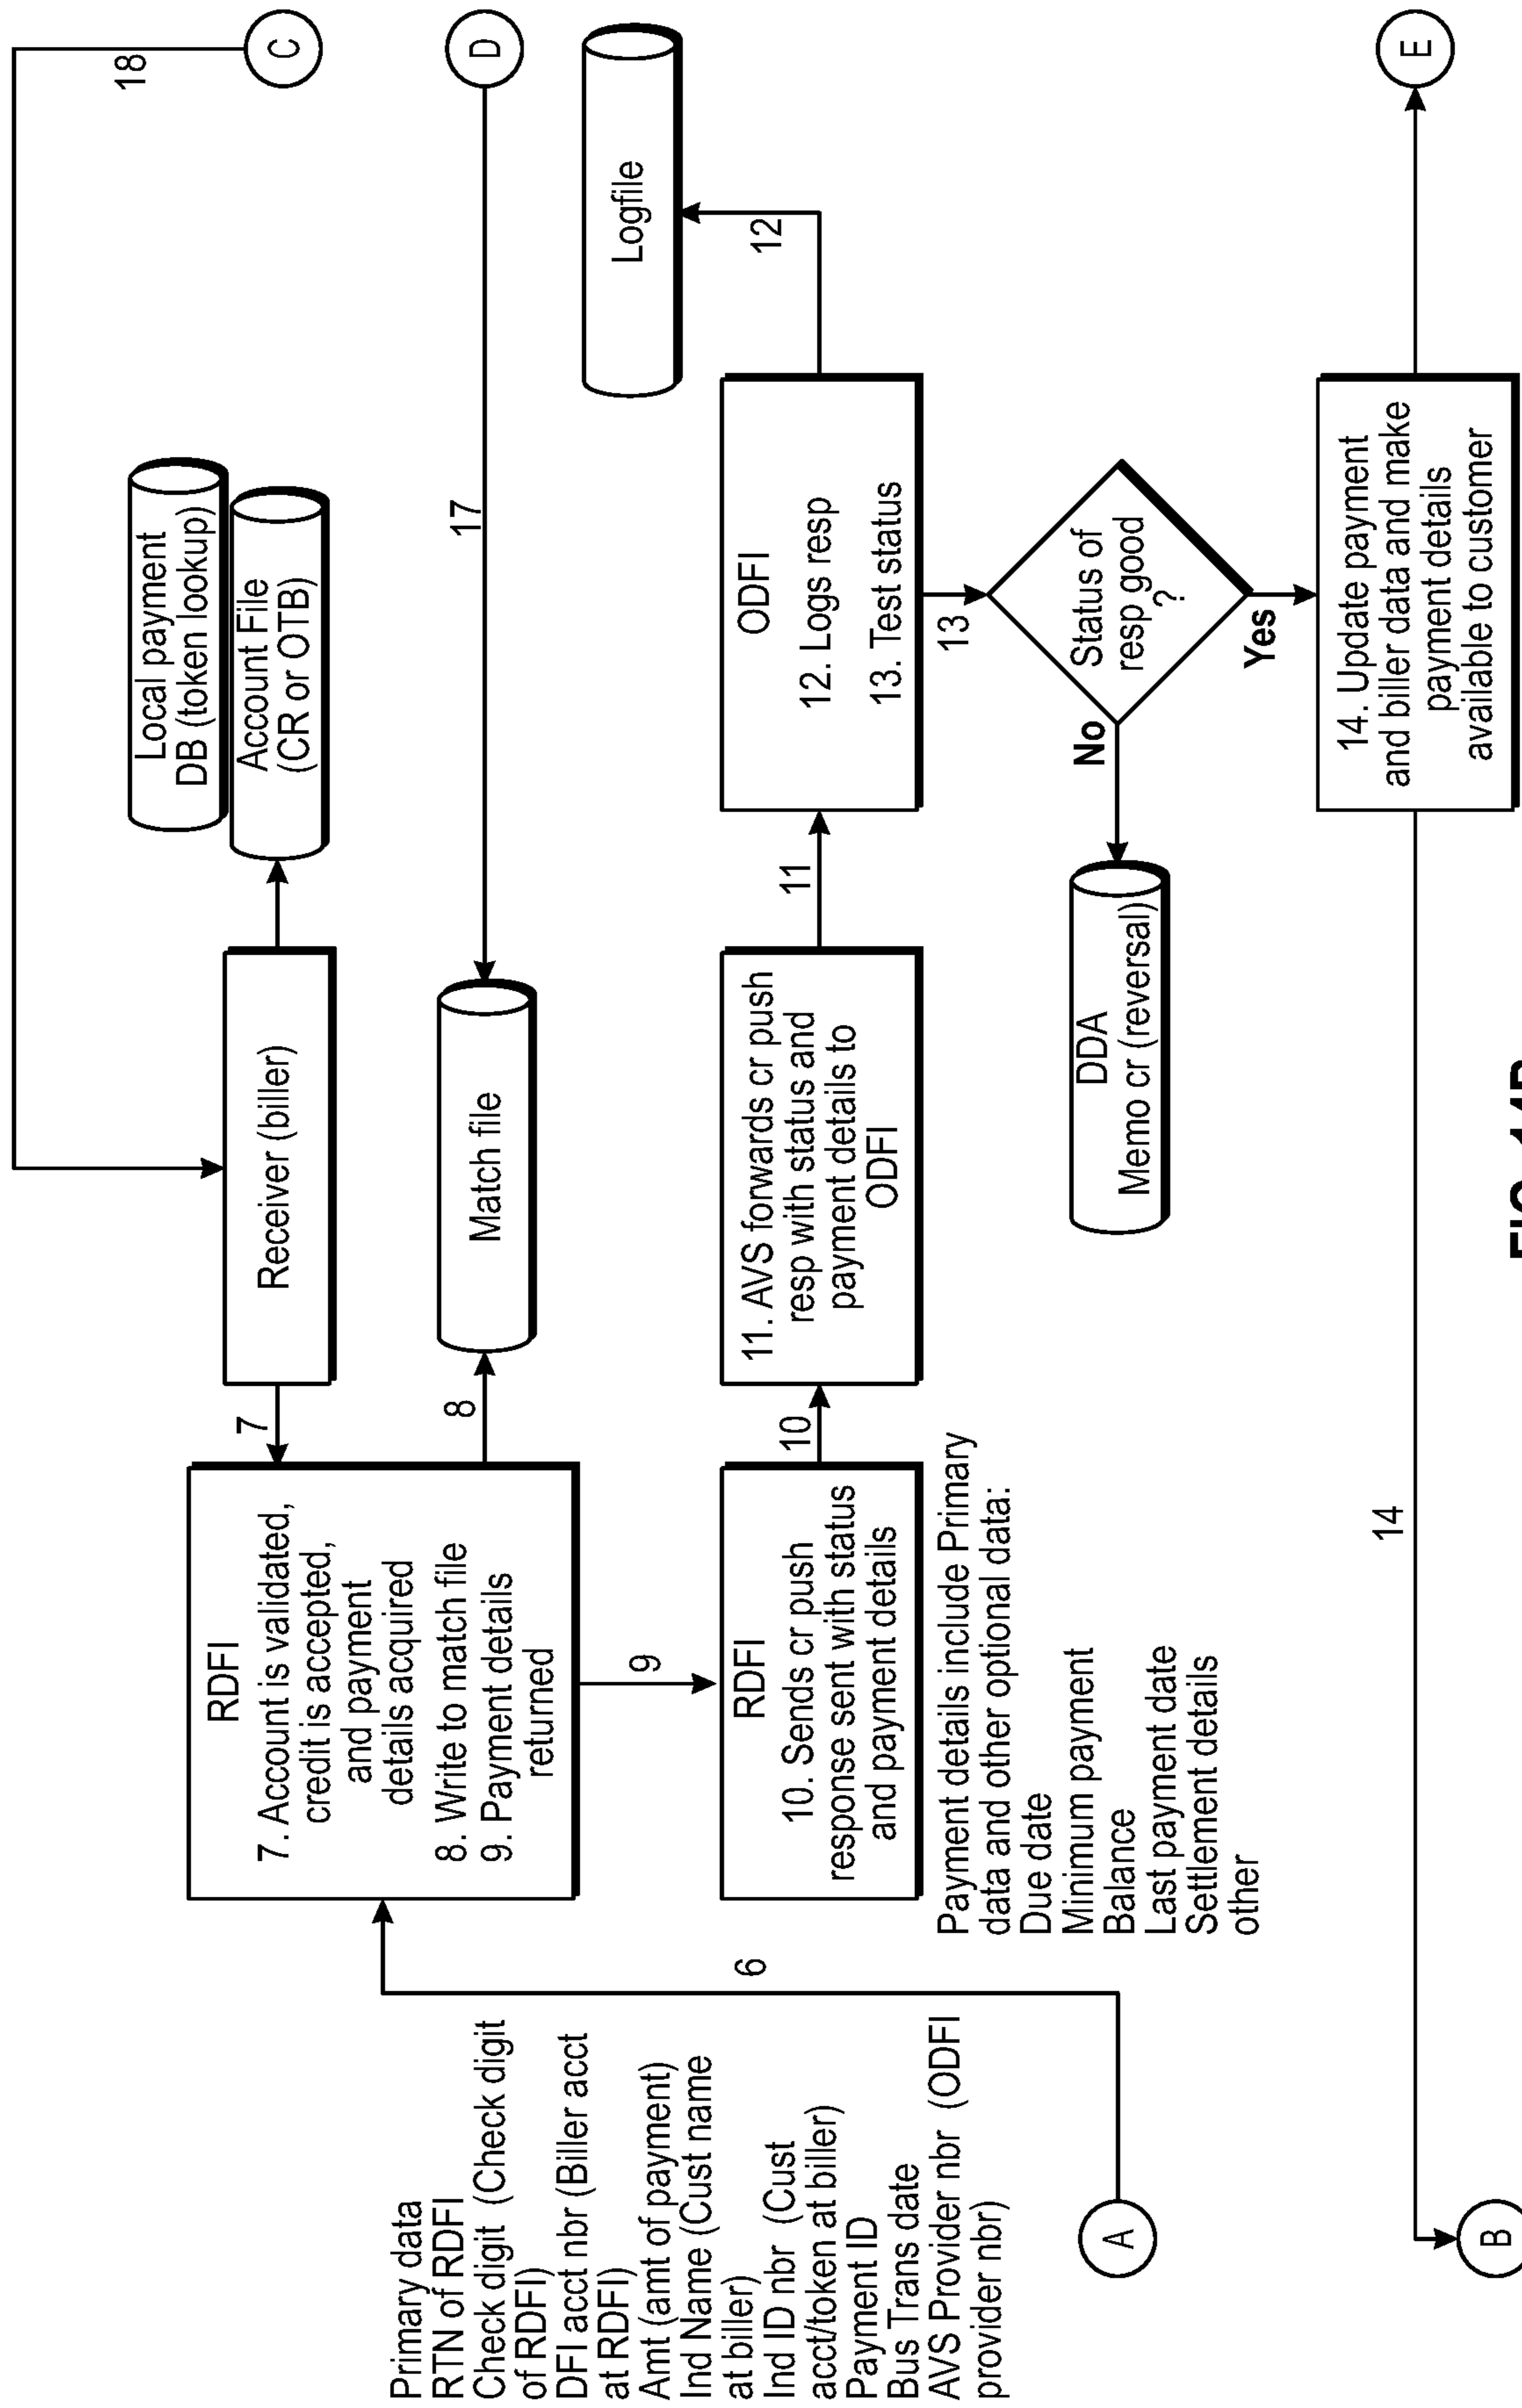 Primary data
RTN of RDFI
Check digit (Check digit
of RDFI)
DFI acct nbr (Biller acct
at RDFI)
Amt (amt of payment)
Ind Name (Cust name
at biller)
Ind ID nbr (Cust
acct/token at biller)
Payment ID
Bus Trans date
AVS Provider nbr (ODFI
provider nbr)
A
6
RDFI
7. Account is validated,
credit is accepted,
and payment
details acquired
8. Write to match file
9. Payment details
returned
7
Receiver (biller)
Local payment
DB (token lookup)
Account File
(CR or OTB)
18
C
8
Match file
17
D
9
RDFI
10. Sends cr push
response sent with status
and payment details
Payment details include Primary
data and other optional data:
Due date
Minimum payment
Balance
Last payment date
Settlement details
other
10
11. AVS forwards cr push
resp with status and
payment details to
ODFI
11
ODFI
12. Logs resp
13. Test status
12
Logfile
13
Status of
resp good
?
No
DDA
Memo cr (reversal)
Yes
14. Update payment
and biller data and make
payment details
available to customer
14
B
E